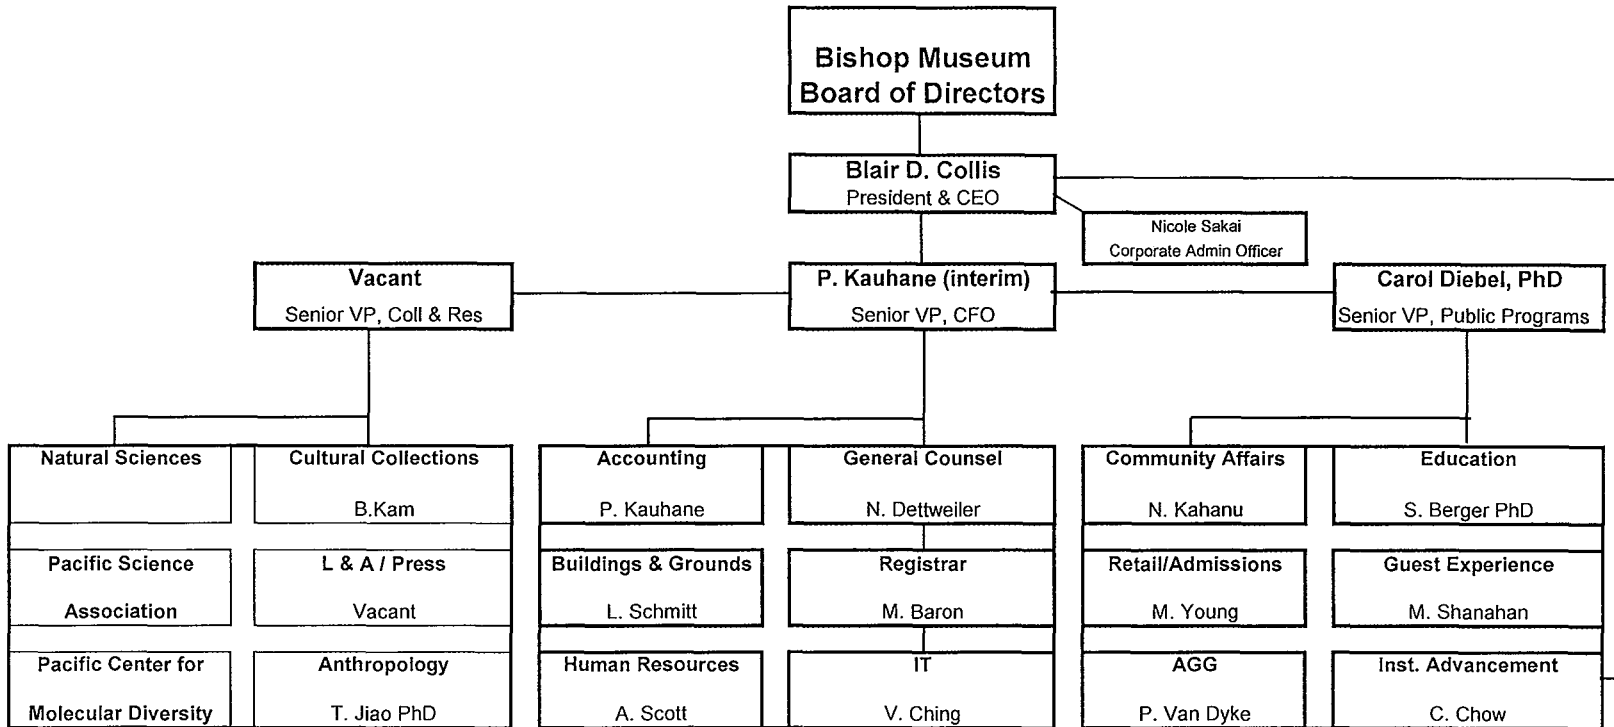 Bishop Museum
Board of Directors
Blair D. Collis
President & CEO
Nicole Sakai
Corporate Admin Officer
Vacant
Senior VP, Coll & Res
P. Kauhane (interim)
Senior VP, CFO
Carol Diebel, PhD
Senior VP, Public Programs
Natural Sciences
Cultural Collections
B.Kam
Accounting
P. Kauhane
General Counsel
N. Dettweiler
Community Affairs
N. Kahanu
Education
S. Berger PhD
Pacific Science
Association
L & A / Press
Vacant
Buildings & Grounds
L. Schmitt
Registrar
M. Baron
Retail/Admissions
M. Young
Guest Experience
M. Shanahan
Pacific Center for
Molecular Diversity
Anthropology
T. Jiao PhD
Human Resources
A. Scott
IT
V. Ching
AGG
P. Van Dyke
Inst. Advancement
C. Chow